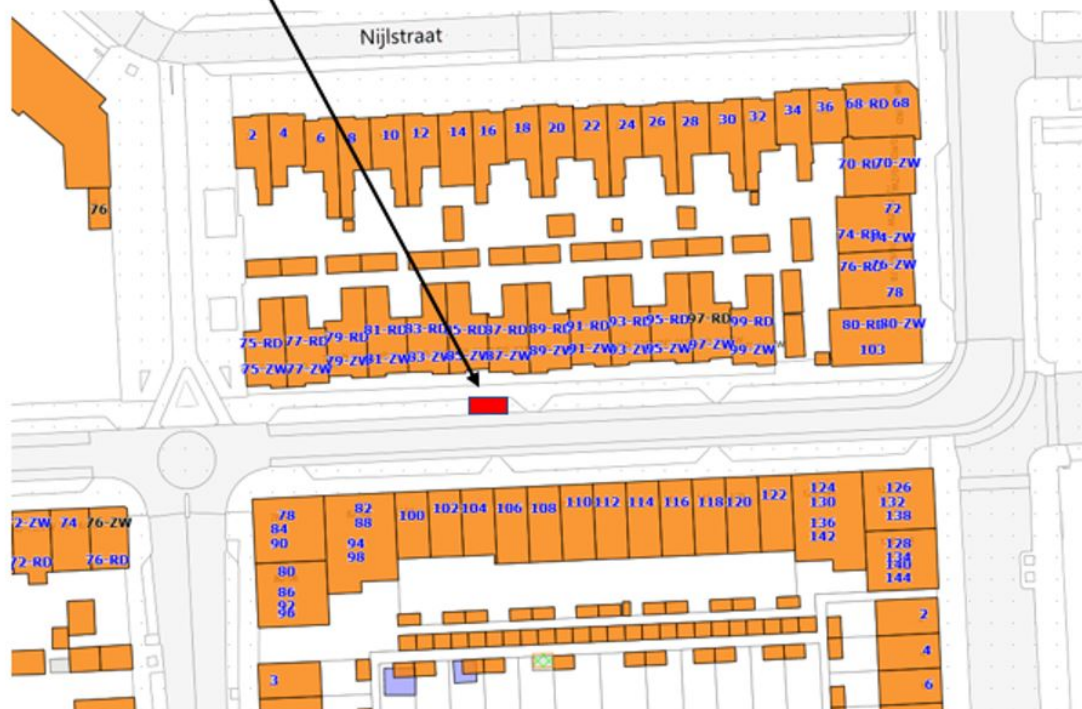 Nijlstraat
2 4 6 8 10 12 14 16 18 20 22 24 26 28 30 32 34 36 68-RD 68
70-RD 70-ZW
76
72
74-RD 74-ZW
76-RD 76-ZW
78
75-RD 77-RD 79-RD 81-RD 83-RD 85-RD 87-RD 89-RD 91-RD 93-RD 95-RD 97-RD 99-RD 80-RD 80-ZW
75-ZW 77-ZW 79-ZW 81-ZW 83-ZW 85-ZW 87-ZW 89-ZW 91-ZW 93-ZW 95-ZW 97-ZW 99-ZW 103
78 82 100 102 104 106 108 110 112 114 116 118 120 122 124 126
84 88 130 132
90 94 136 138
98 142
72-ZW 74 76-ZW
72-RD 76-RD
80 128
86 134
92 140
96 144
2
4
3 6